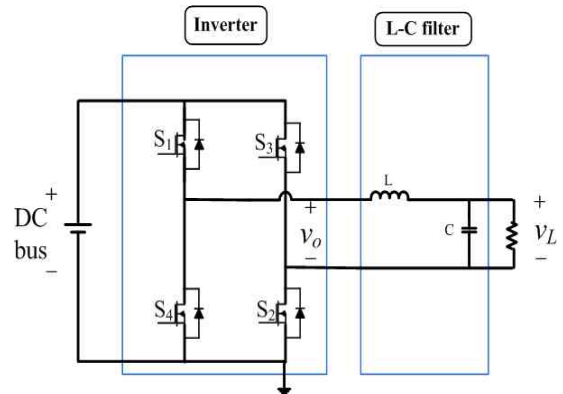 Inverter
L-C filter
S1
S3
L
+
DC
bus
−
+
vo
−
C
+
vL
−
S4
S2